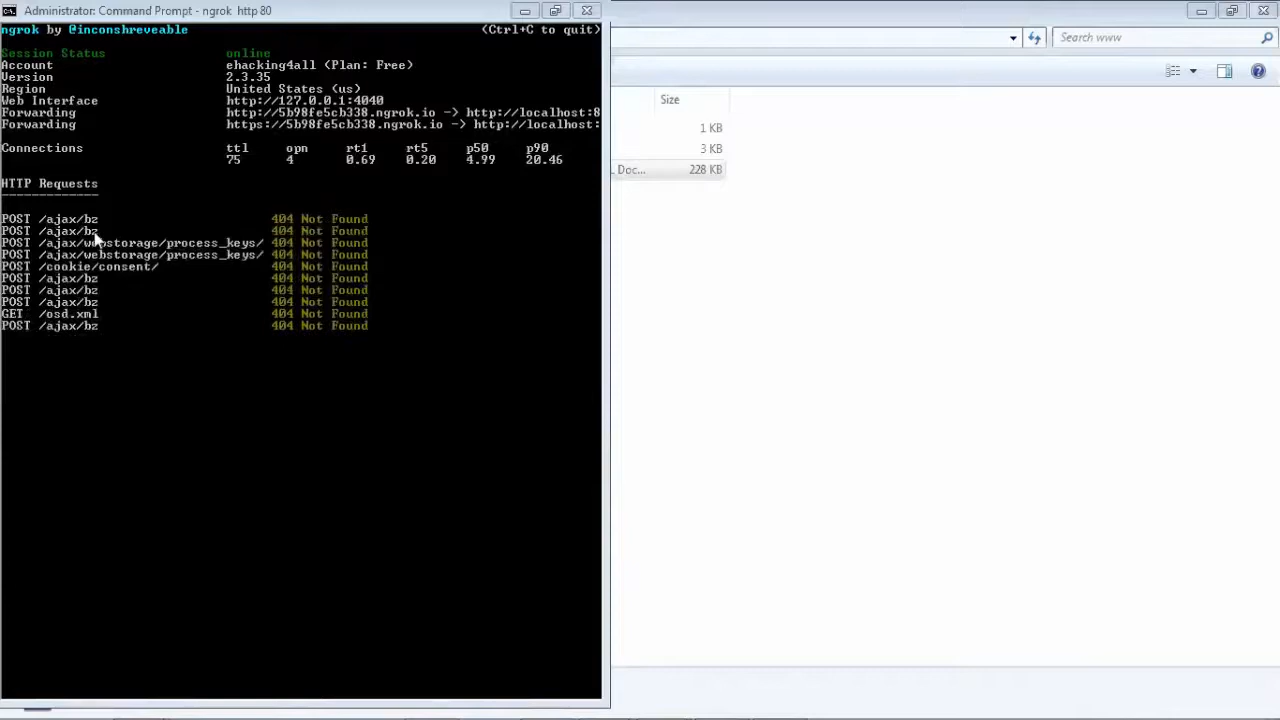 Administrator: Command Prompt - ngrok http 80
ngrok by @inconshreveable (Ctrl+C to quit)
Session Status online
Account ehacking4all (Plan: Free)
Version 2.3.35
Region United States (us)
Web Interface http://127.0.0.1:4040
Forwarding http://5b98fe5cb338.ngrok.io -> http://localhost:8
Forwarding https://5b98fe5cb338.ngrok.io -> http://localhost:
Connections ttl opn rt1 rt5 p50 p90
75 4 0.69 0.20 4.99 20.46
HTTP Requests
-------------
POST /ajax/bz 404 Not Found
POST /ajax/bz 404 Not Found
POST /ajax/webstorage/process_keys/ 404 Not Found
POST /ajax/webstorage/process_keys/ 404 Not Found
POST /cookie/consent/ 404 Not Found
POST /ajax/bz 404 Not Found
POST /ajax/bz 404 Not Found
POST /ajax/bz 404 Not Found
GET /osd.xml 404 Not Found
POST /ajax/bz 404 Not Found
Search www
Size
1 KB
3 KB
Doc... 228 KB